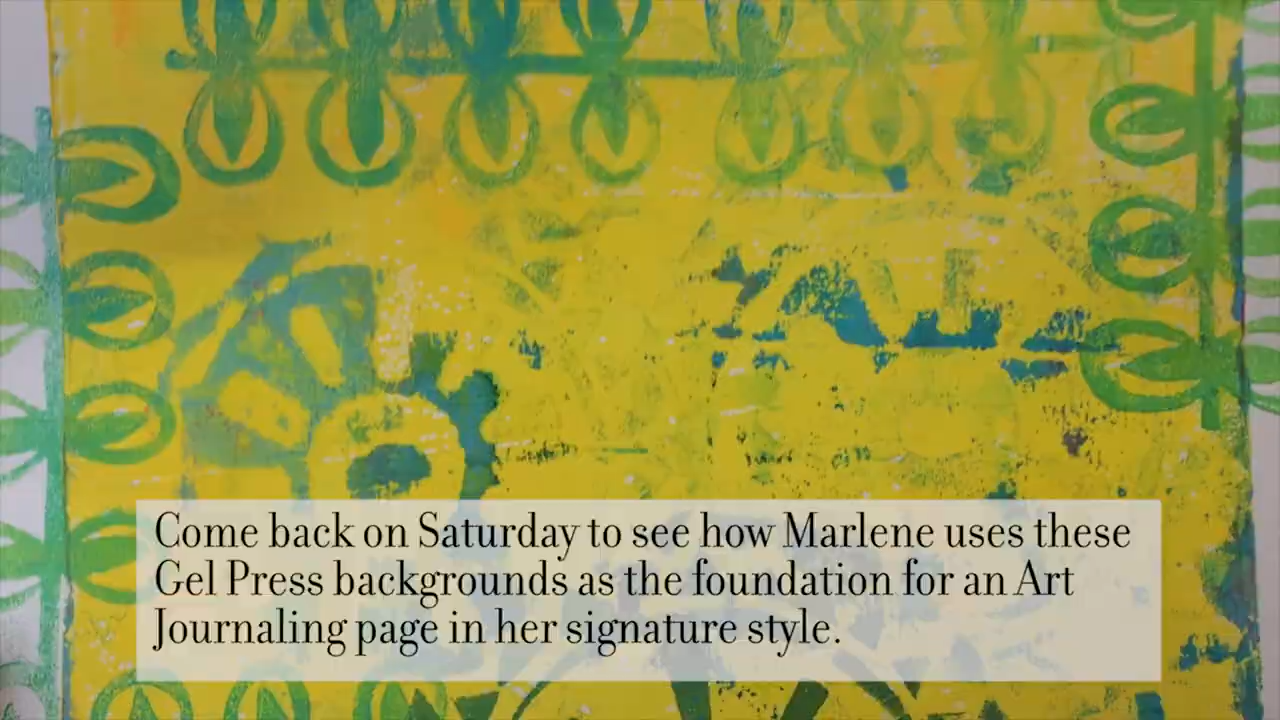 Come back on Saturday to see how Marlene uses these
Gel Press backgrounds as the foundation for an Art
Journaling page in her signature style.